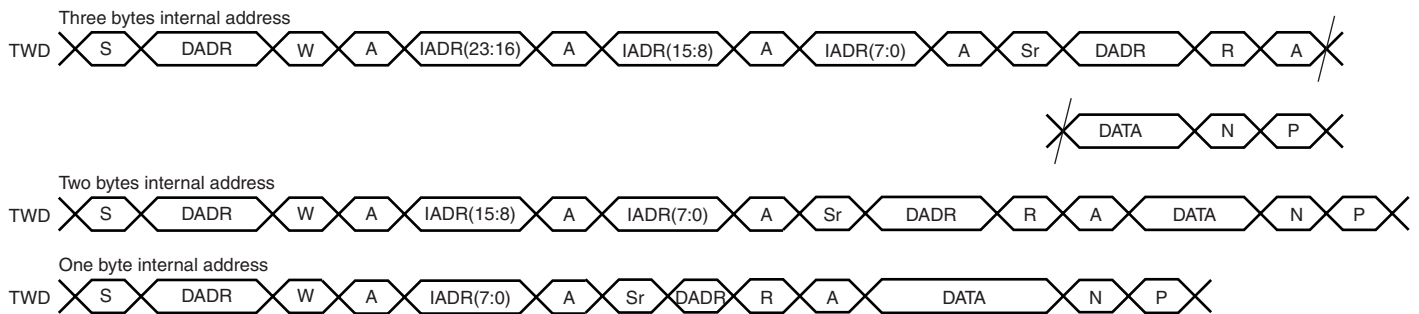 Three bytes internal address
TWD S DADR W A IADR(23:16) A IADR(15:8) A IADR(7:0) A Sr DADR R A
DATA N P
Two bytes internal address
TWD S DADR W A IADR(15:8) A IADR(7:0) A Sr DADR R A DATA N P
One byte internal address
TWD S DADR W A IADR(7:0) A Sr DADR R A DATA N P